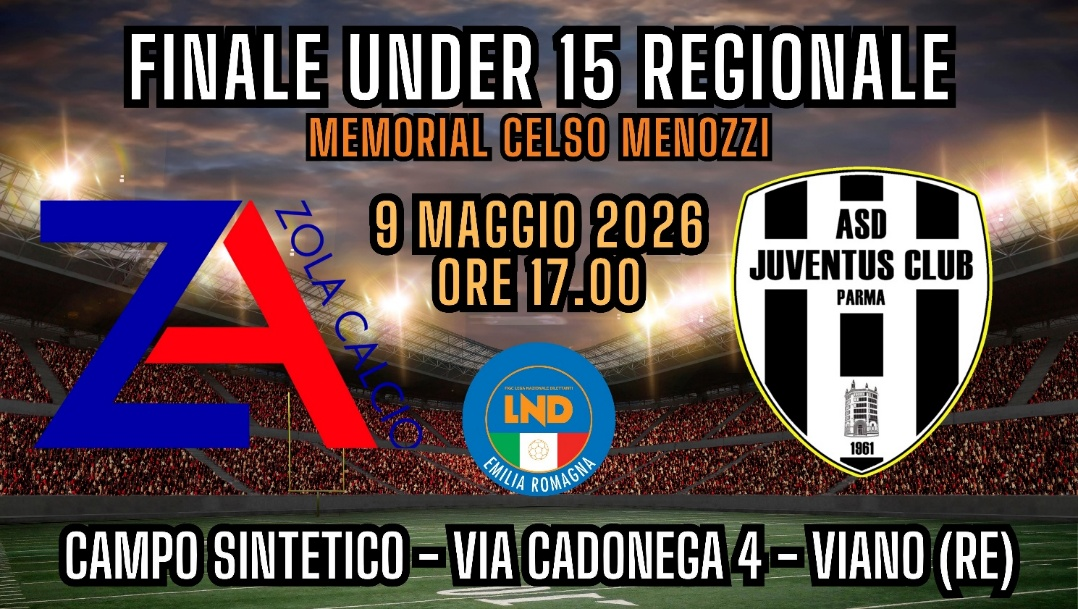 FINALE UNDER 15 REGIONALE
MEMORIAL CELSO MENOZZI
9 MAGGIO 2026
ORE 17.00
ZOLA CALCIO
ZA
ASD
JUVENTUS CLUB
PARMA
1961
LND
EMILIA ROMAGNA
CAMPO SINTETICO – VIA CADONEGA 4 – VIANO (RE)